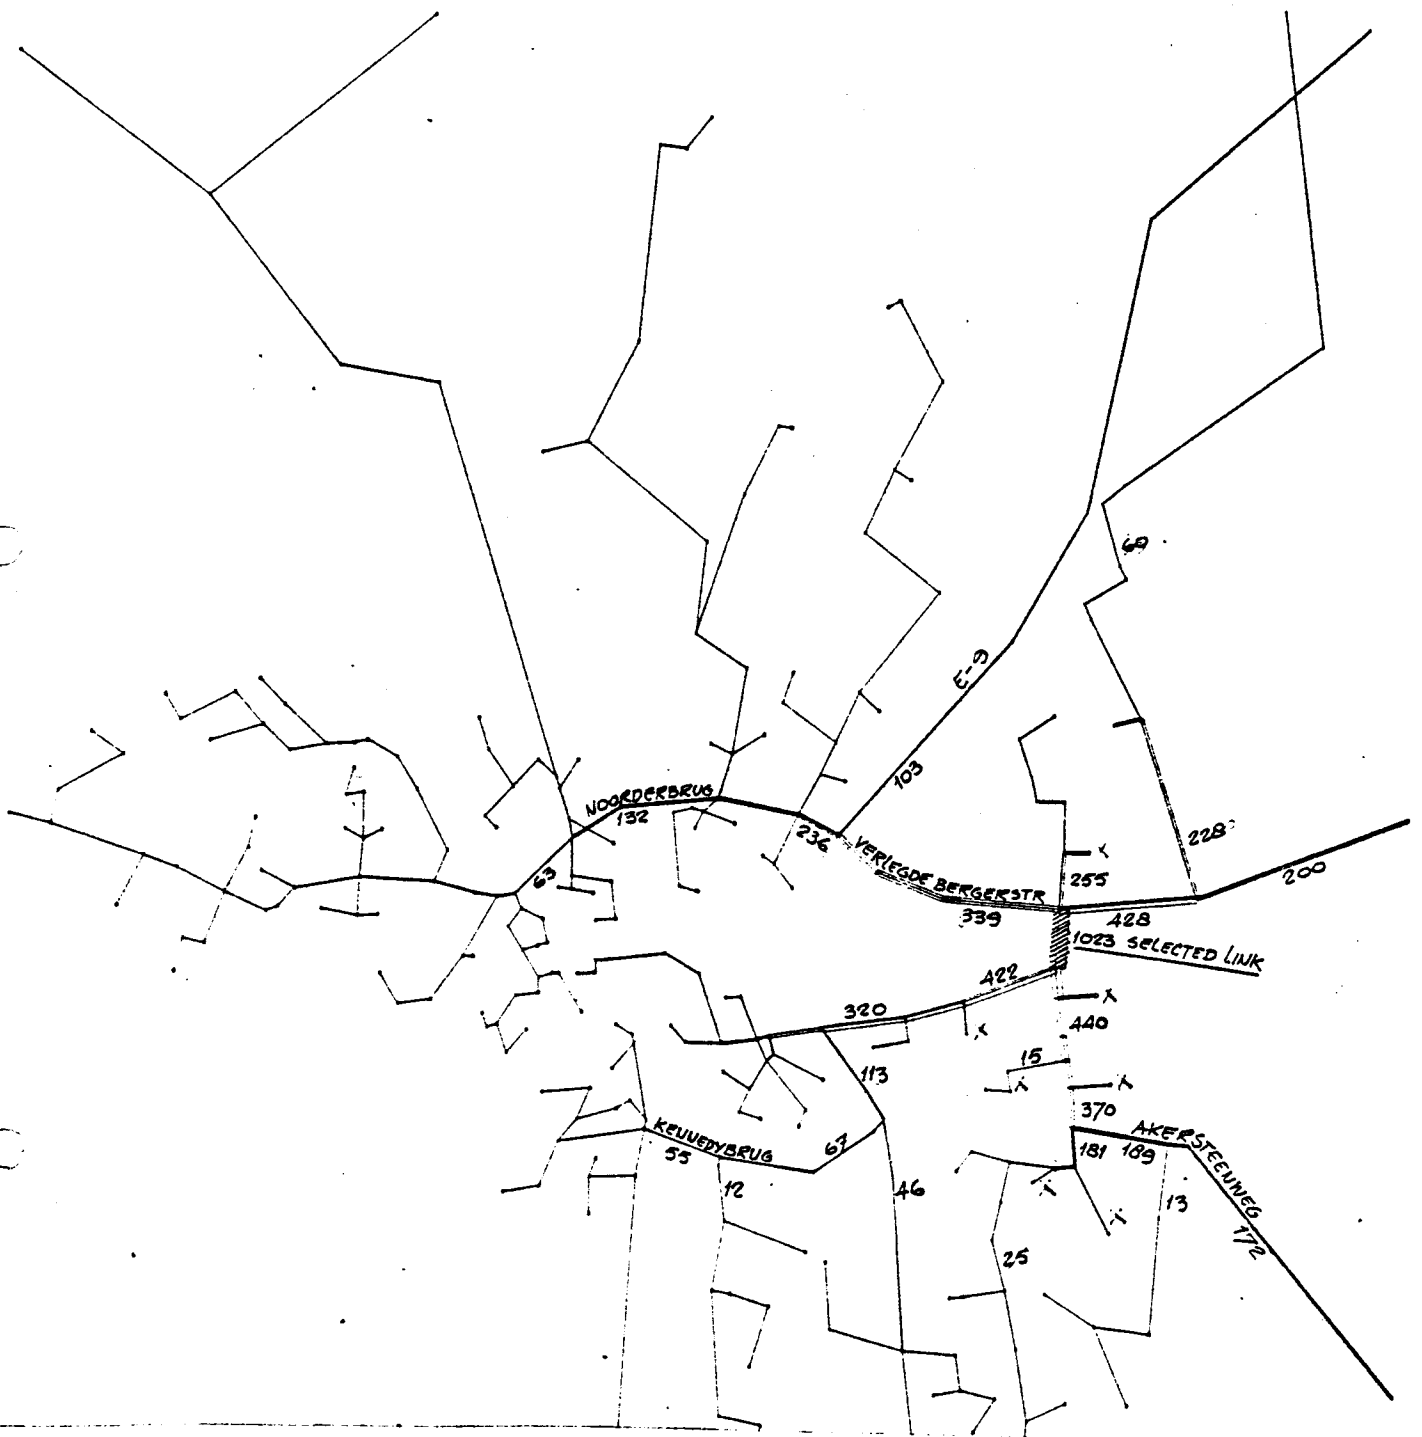 69
E-9
103
NOORDERBRUG
132
236
63
VERLEGDE BERGERSTR
339
228
255
200
428
1023 SELECTED LINK
422
320
X
X
440
X
15
113
X
X
370
AKERSTEENWEG
189
181
KENNEDYBRUG
55
67
12
46
X
X
13
172
25